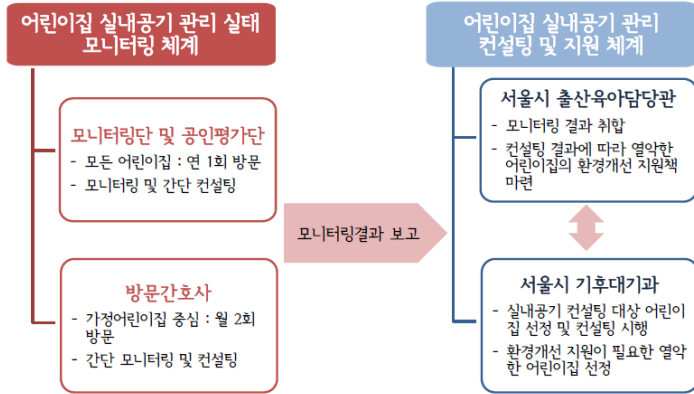 어린이집 실내공기 관리 실태
모니터링 체계
모니터링단 및 공인평가단
- 모든 어린이집 : 연 1회 방문
- 모니터링 및 간단 컨설팅
방문간호사
- 가정어린이집 중심 : 월 2회
방문
- 간단 모니터링 및 컨설팅
모니터링결과 보고
어린이집 실내공기 관리
컨설팅 및 지원 체계
서울시 출산육아담당관
- 모니터링 결과 취합
- 컨설팅 결과에 따라 열악한
어린이집의 환경개선 지원책
마련
서울시 기후대기과
- 실내공기 컨설팅 대상 어린이
집 선정 및 컨설팅 시행
- 환경개선 지원이 필요한 열악
한 어린이집 선정